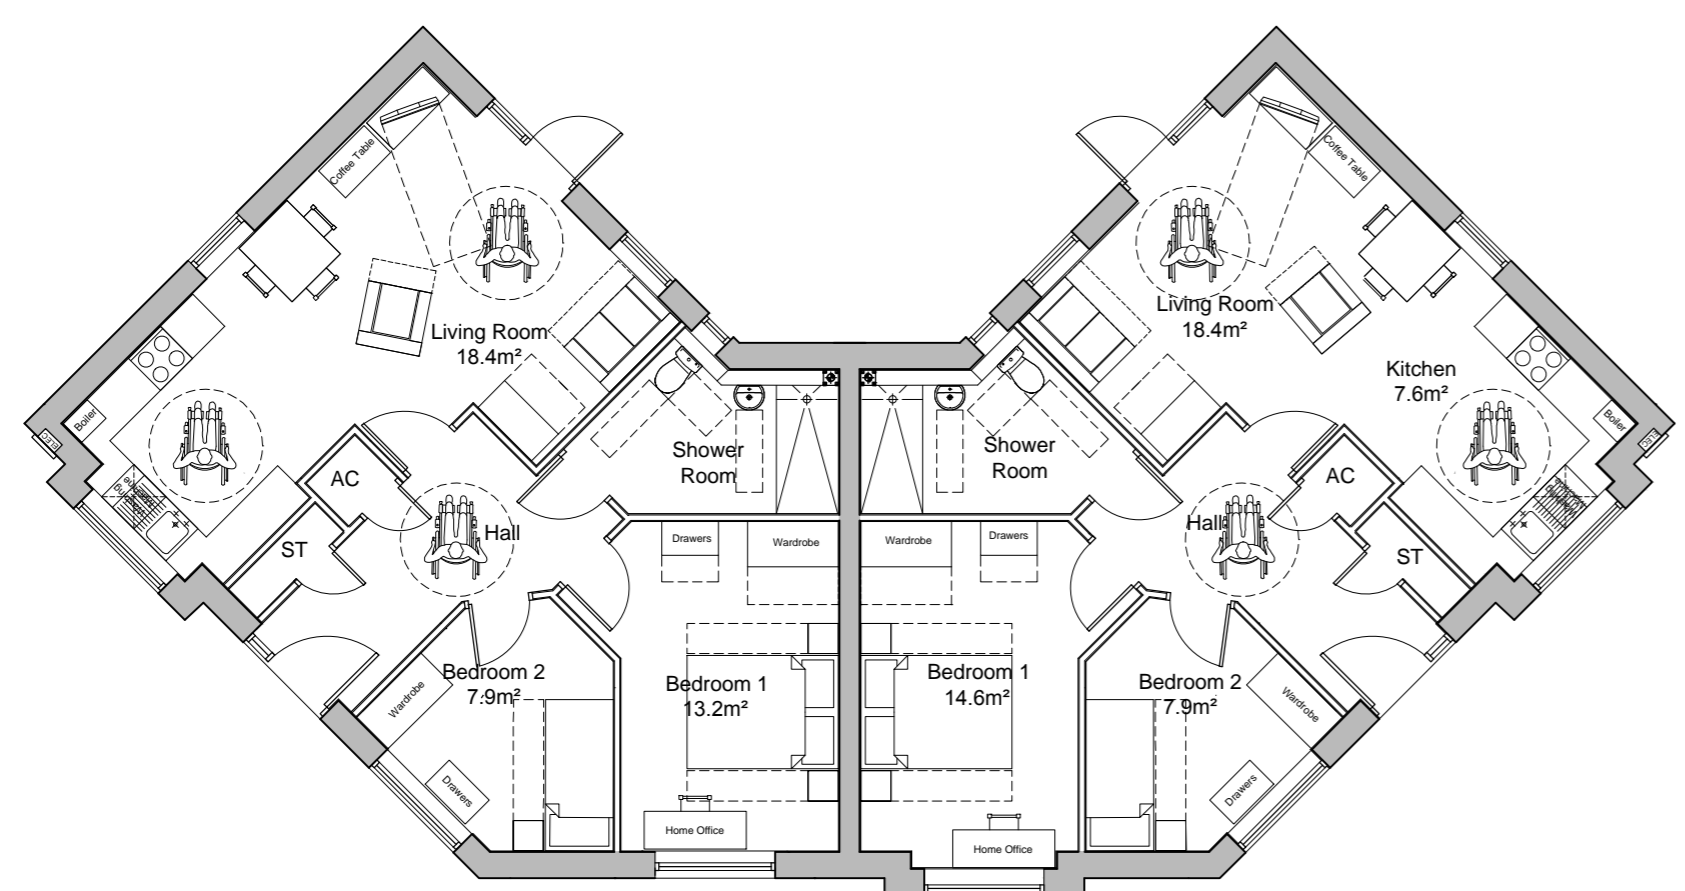 Coffee Table
Living Room
18.4m²
Boiler
ELEC
AC
ST
Hall
Shower
Room
Drawers
Wardrobe
Bedroom 2
7.9m²
Wardrobe
Drawers
Bedroom 1
13.2m²
Home Office
Coffee Table
Living Room
18.4m²
Kitchen
7.6m²
Boiler
ELEC
AC
ST
Hall
Shower
Room
Wardrobe
Drawers
Bedroom 1
14.6m²
Bedroom 2
7.9m²
Wardrobe
Drawers
Home Office